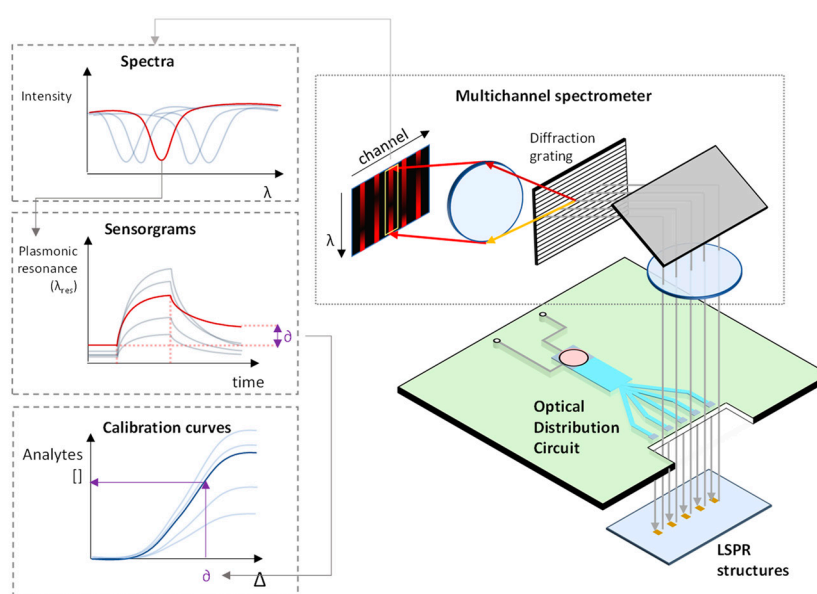 Spectra
Intensity
λ
Multichannel spectrometer
channel
λ
Diffraction
grating
Sensorgrams
Plasmonic
resonance
(λres)
∂
time
Calibration curves
Analytes
[]
∂
Δ
Optical
Distribution
Circuit
LSPR
structures